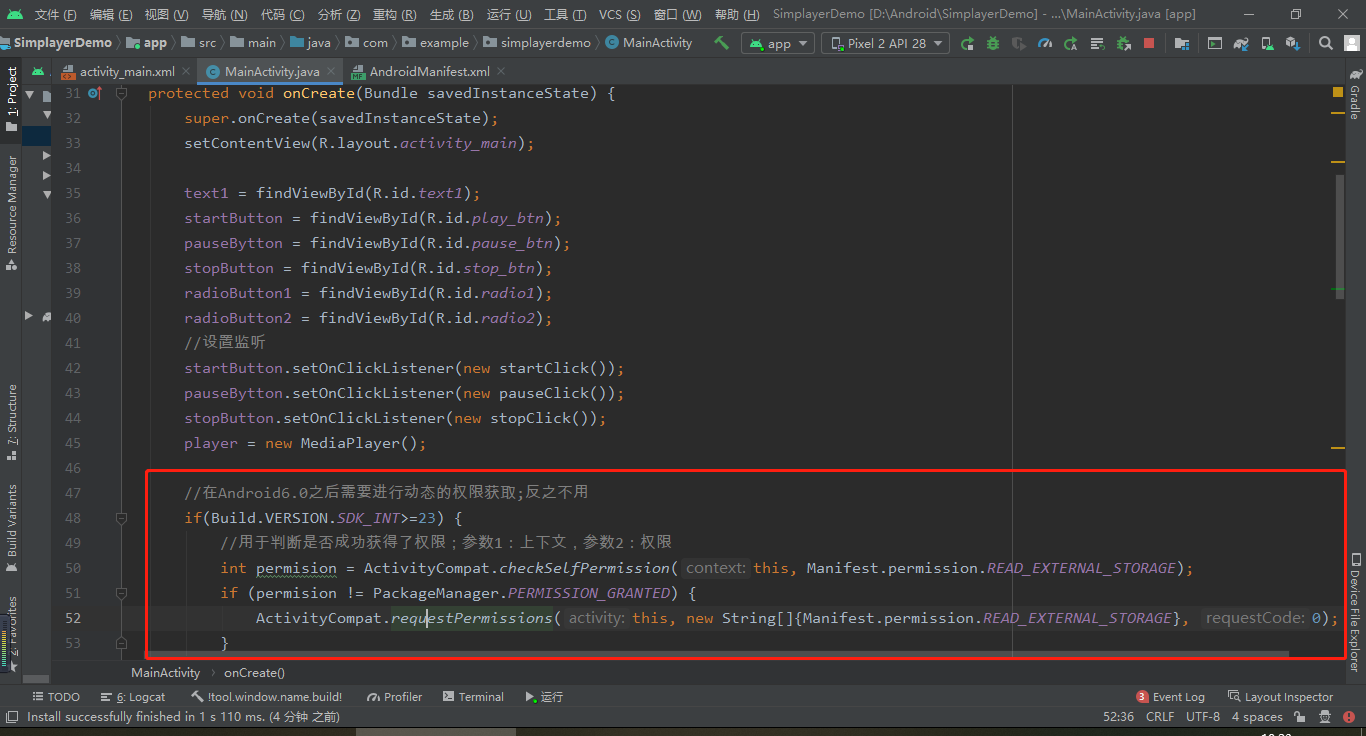 文件 (F) 编辑 (E) 视图 (V) 导航 (N) 代码 (C) 分析 (Z) 重构 (R) 生成 (B) 运行 (U) 工具 (T) VCS (S) 窗口 (W) 帮助 (H) SimplayerDemo [D:\Android\SimplayerDemo] - ...\MainActivity.java [app]
SimplayerDemo app src main java com example simplayerdemo MainActivity app Pixel 2 API 28
activity_main.xml MainActivity.java AndroidManifest.xml
31 protected void onCreate(Bundle savedInstanceState) {
32 super.onCreate(savedInstanceState);
33 setContentView(R.layout.activity_main);
34
35 text1 = findViewById(R.id.text1);
36 startButton = findViewById(R.id.play_btn);
37 pauseBytton = findViewById(R.id.pause_btn);
38 stopButton = findViewById(R.id.stop_btn);
39 radioButton1 = findViewById(R.id.radio1);
40 radioButton2 = findViewById(R.id.radio2);
41 //设置监听
42 startButton.setOnClickListener(new startClick());
43 pauseBytton.setOnClickListener(new pauseClick());
44 stopButton.setOnClickListener(new stopClick());
45 player = new MediaPlayer();
46
47 //在Android6.0之后需要进行动态的权限获取;反之不用
48 if(Build.VERSION.SDK_INT>=23) {
49 //用于判断是否成功获得了权限；参数1：上下文，参数2：权限
50 int permision = ActivityCompat.checkSelfPermission( context: this, Manifest.permission.READ_EXTERNAL_STORAGE);
51 if (permision != PackageManager.PERMISSION_GRANTED) {
52 ActivityCompat.requestPermissions( activity: this, new String[]{Manifest.permission.READ_EXTERNAL_STORAGE}, requestCode: 0);
53 }
1: Project
Resource Manager
7: Structure
Build Variants
2: Favorites
Gradle
Device File Explorer
MainActivity onCreate()
TODO 6: Logcat !tool.window.name.build! Profiler Terminal 运行 3 Event Log Layout Inspector
Install successfully finished in 1 s 110 ms. (4 分钟 之前) 52:36 CRLF UTF-8 4 spaces